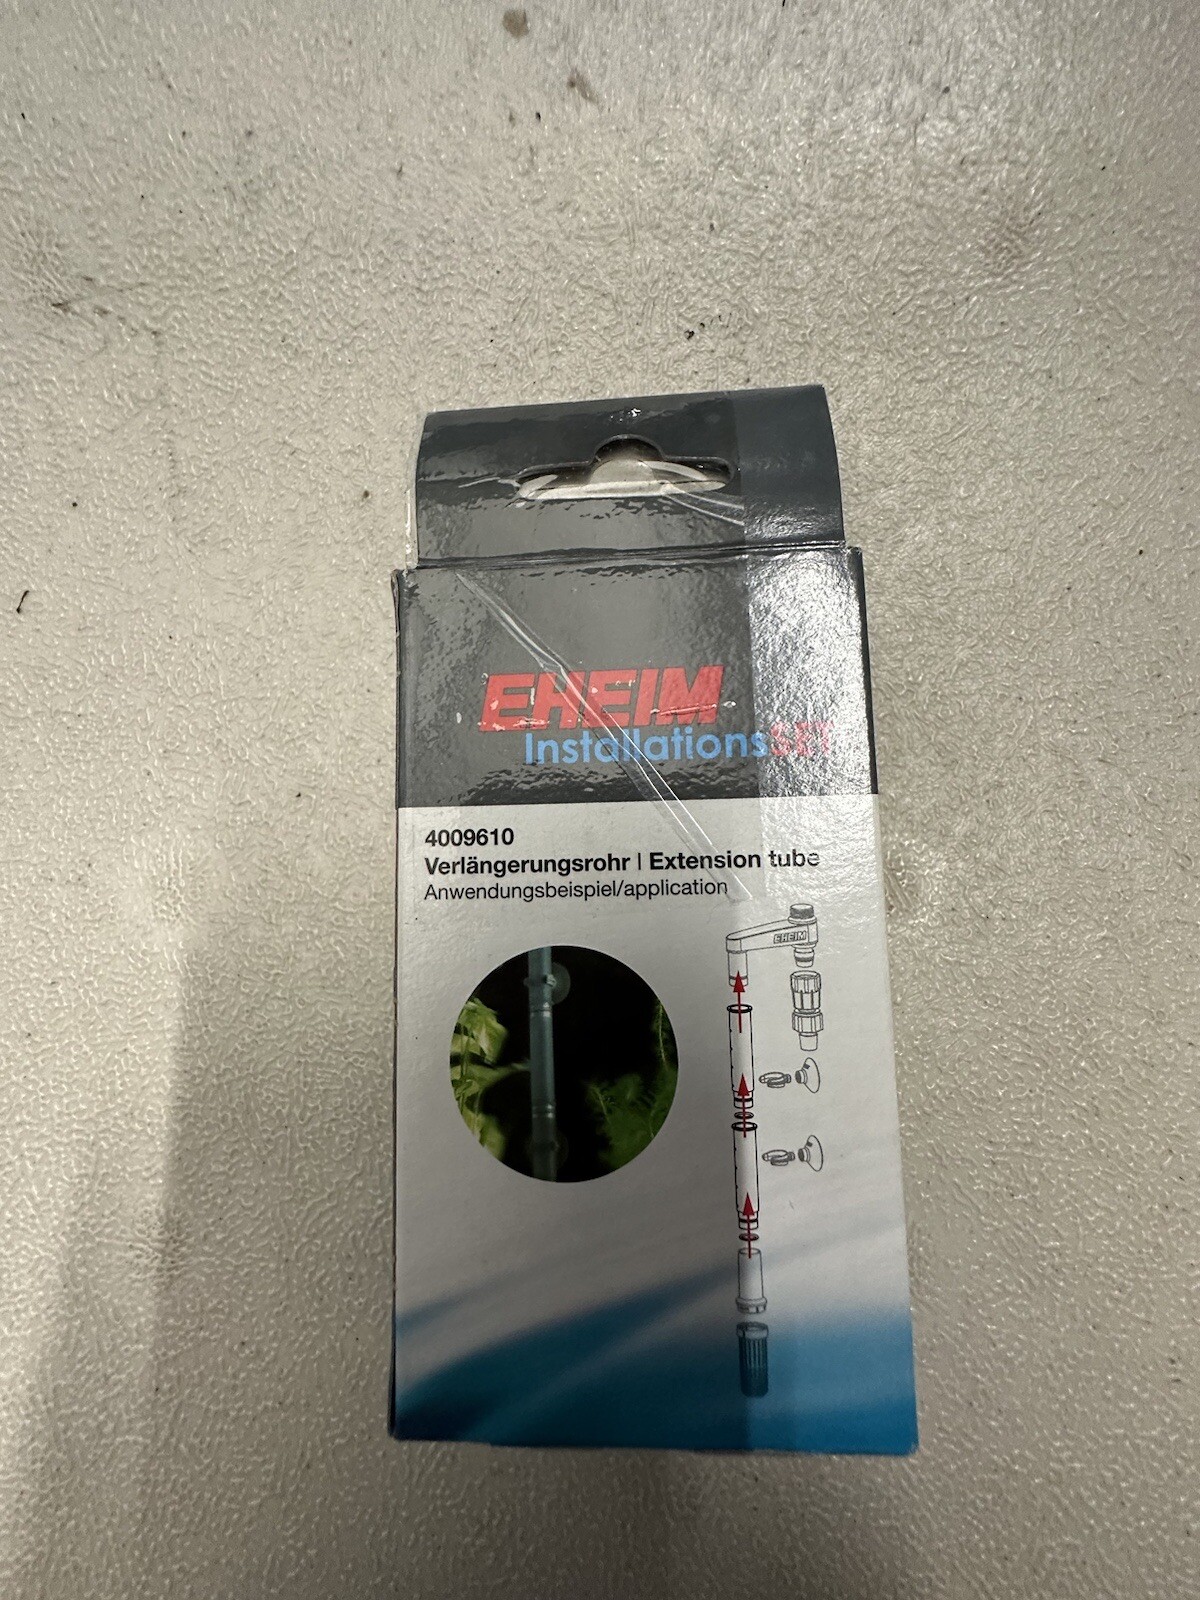 EHEIM
InstallationsSET
4009610
Verlängerungsrohr | Extension tube
Anwendungsbeispiel/application
EHEIM